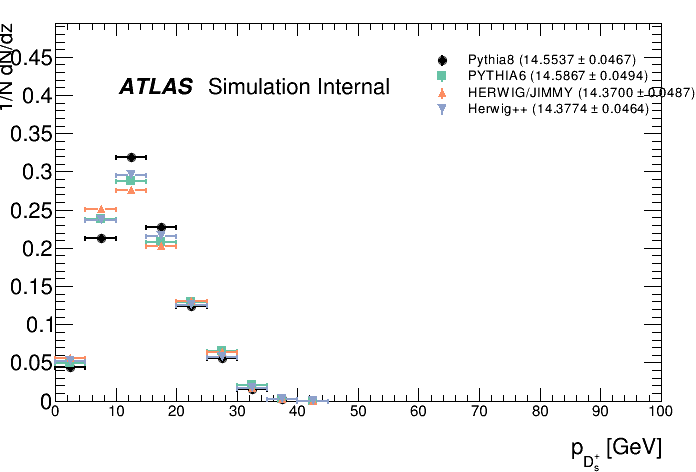 1/N dN/dz
0.45
0.4
0.35
0.3
0.25
0.2
0.15
0.1
0.05
0
ATLAS Simulation Internal
Pythia8 (14.5537 ± 0.0467)
PYTHIA6 (14.5867 ± 0.0494)
HERWIG/JIMMY (14.3700 ± 0.0487)
Herwig++ (14.3774 ± 0.0464)
0 10 20 30 40 50 60 70 80 90 100
p_{D_s^+} [GeV]